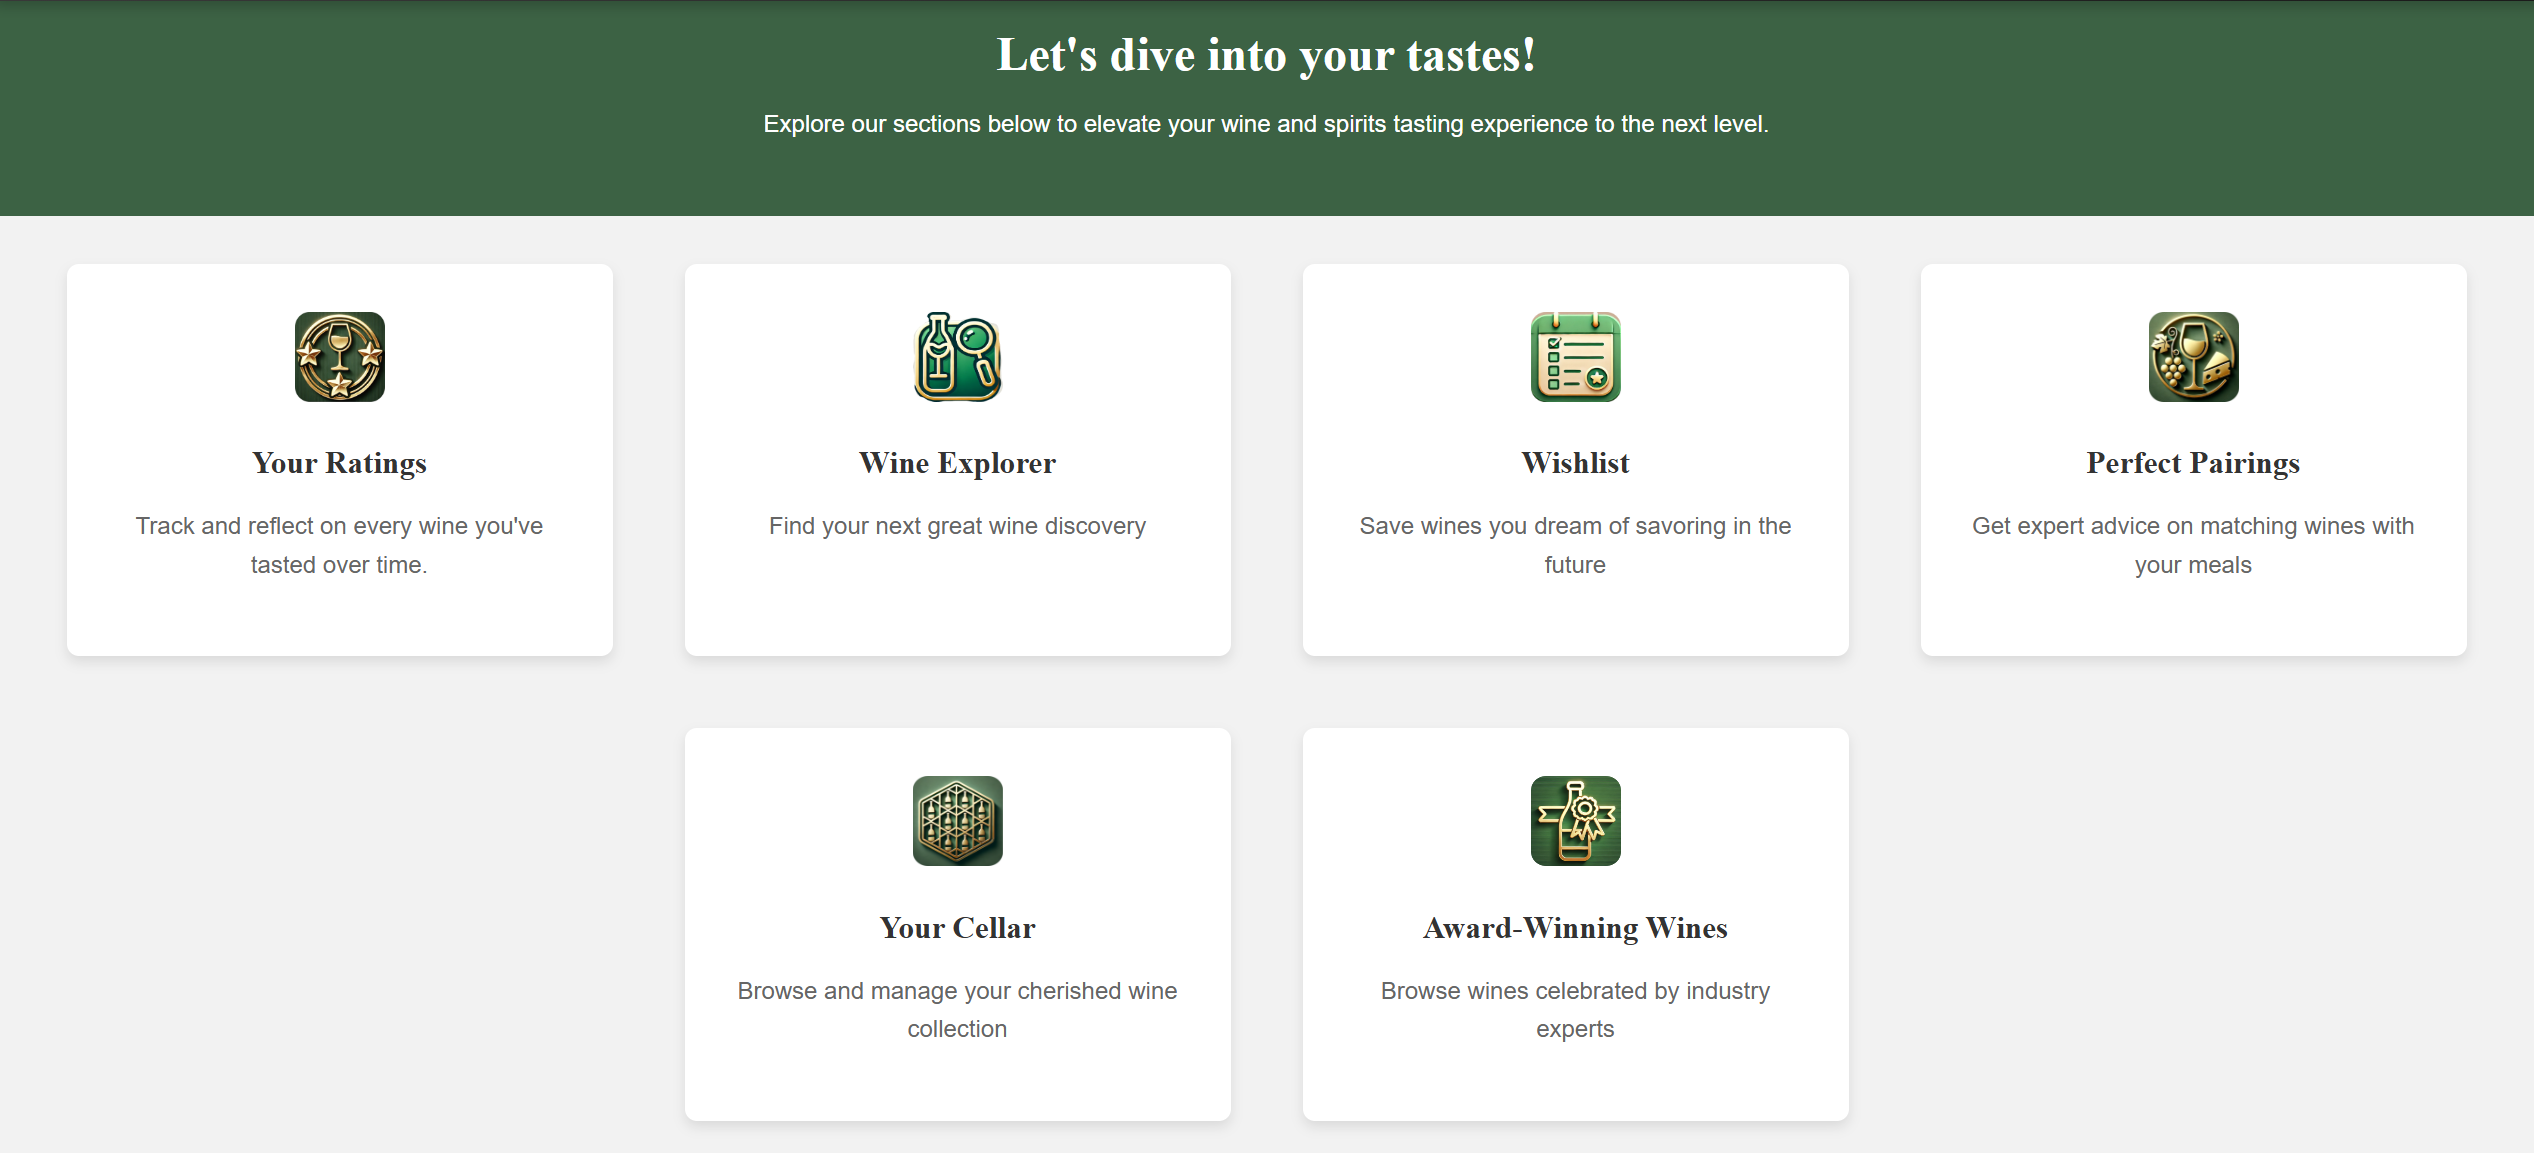 Let's dive into your tastes!
Explore our sections below to elevate your wine and spirits tasting experience to the next level.
Your Ratings
Track and reflect on every wine you've
tasted over time.
Wine Explorer
Find your next great wine discovery
Wishlist
Save wines you dream of savoring in the
future
Perfect Pairings
Get expert advice on matching wines with
your meals
Your Cellar
Browse and manage your cherished wine
collection
Award-Winning Wines
Browse wines celebrated by industry
experts